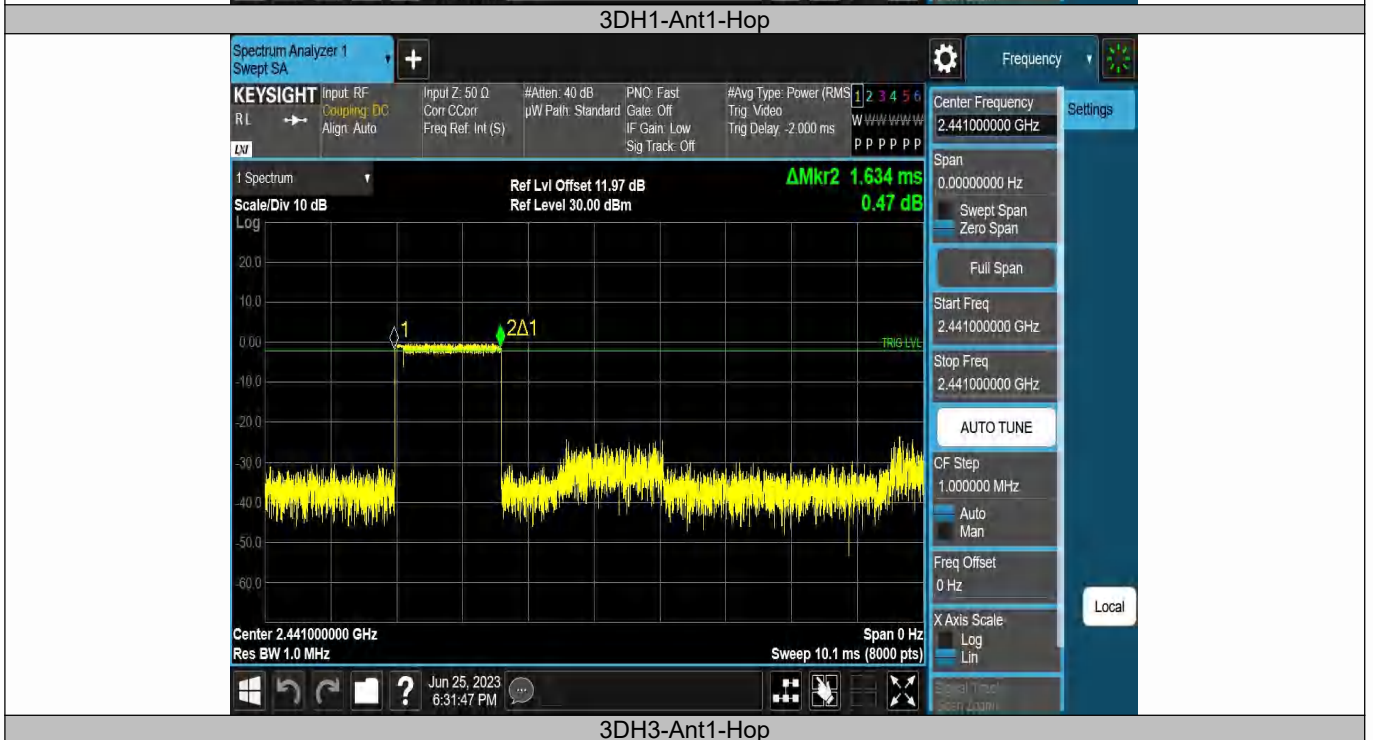 3DH1-Ant1-Hop
Spectrum Analyzer 1
Swept SA
+
Frequency
KEYSIGHT
RL
LXI
Input: RF
Coupling: DC
Align: Auto
Input Z: 50 Ω
Corr CCorr
Freq Ref: Int (S)
#Atten: 40 dB
µW Path: Standard
PNO: Fast
Gate: Off
IF Gain: Low
Sig Track: Off
#Avg Type: Power (RMS
Trig: Video
Trig Delay: -2.000 ms
1 2 3 4 5 6
W W W W W W
P P P P P P
Center Frequency
2.441000000 GHz
Settings
1 Spectrum
Scale/Div 10 dB
Ref Lvl Offset 11.97 dB
Ref Level 30.00 dBm
ΔMkr2 1.634 ms
0.47 dB
Span
0.00000000 Hz
Swept Span
Zero Span
Full Span
Start Freq
2.441000000 GHz
Stop Freq
2.441000000 GHz
AUTO TUNE
CF Step
1.000000 MHz
Auto
Man
Freq Offset
0 Hz
X Axis Scale
Log
Lin
Local
Log
20.0
10.0
0.00
-10.0
-20.0
-30.0
-40.0
-50.0
-60.0
1
2Δ1
TRIG LVL
Center 2.441000000 GHz
Res BW 1.0 MHz
Span 0 Hz
Sweep 10.1 ms (8000 pts)
?
Jun 25, 2023
6:31:47 PM
3DH3-Ant1-Hop